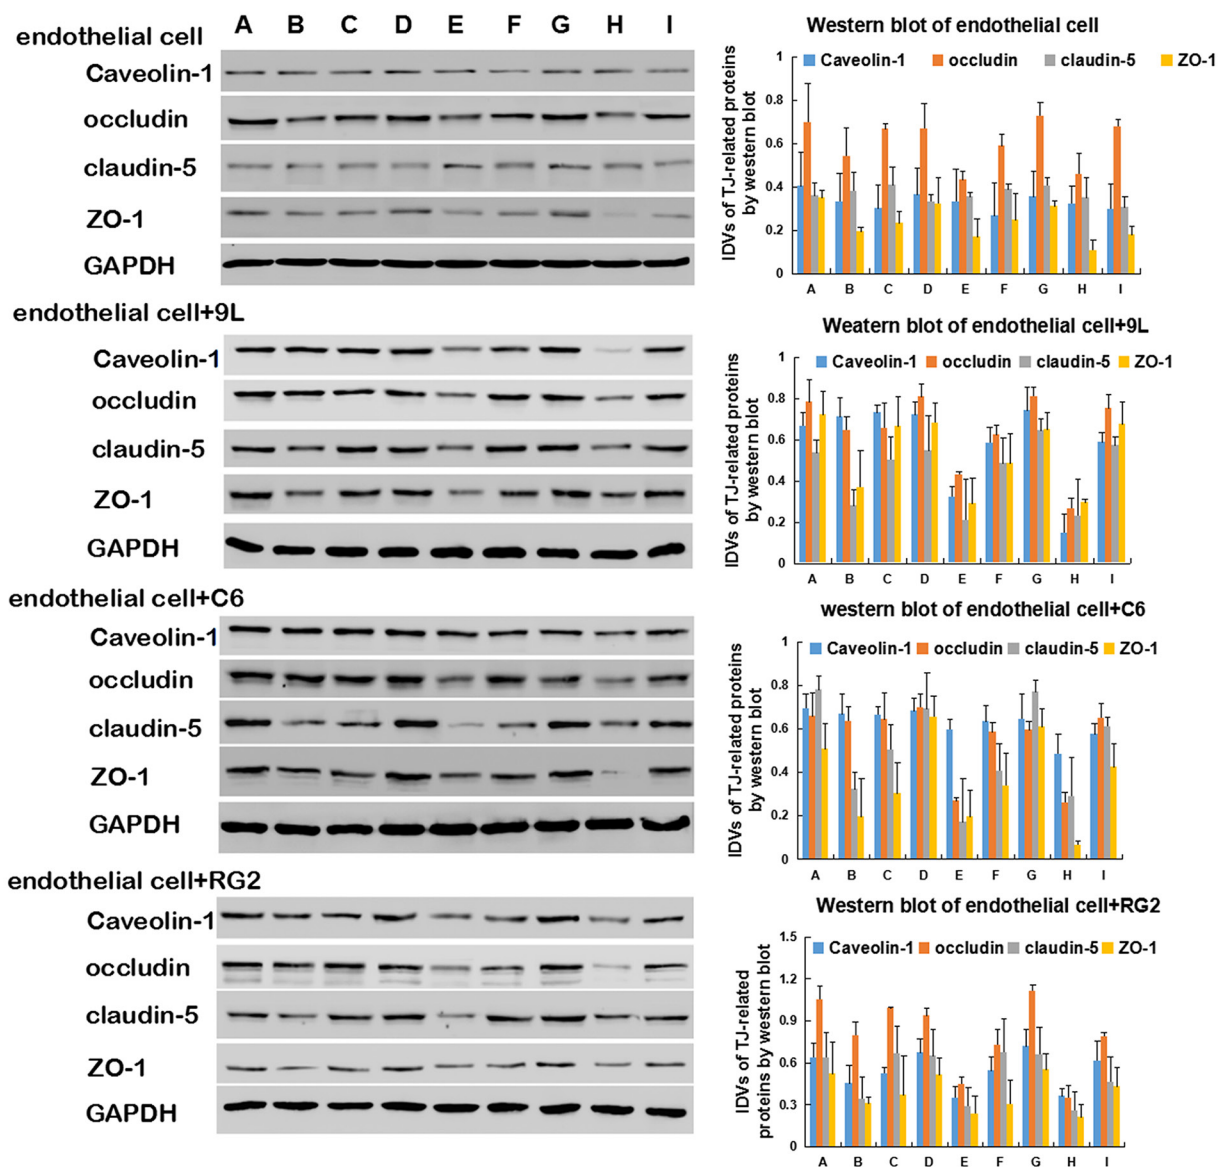 A B C D E F G H I
endothelial cell
Caveolin-1
occludin
claudin-5
ZO-1
GAPDH
endothelial cell+9L
Caveolin-1
occludin
claudin-5
ZO-1
GAPDH
endothelial cell+C6
Caveolin-1
occludin
claudin-5
ZO-1
GAPDH
endothelial cell+RG2
Caveolin-1
occludin
claudin-5
ZO-1
GAPDH
Western blot of endothelial cell
Caveolin-1 occludin claudin-5 ZO-1
IDVs of TJ-related proteins
by western blot
1
0.8
0.6
0.4
0.2
0
A B C D E F G H I
Weatern blot of endothelial cell+9L
Caveolin-1 occludin claudin-5 ZO-1
IDVs of TJ-related proteins
by western blot
1
0.8
0.6
0.4
0.2
0
A B C D E F G H I
western blot of endothelial cell+C6
Caveolin-1 occludin claudin-5 ZO-1
IDVs of TJ-related proteins
by western blot
1
0.8
0.6
0.4
0.2
0
A B C D E F G H I
Western blot of endothelial cell+RG2
Caveolin-1 occludin claudin-5 ZO-1
IDVs of TJ-related
proteins by western blot
1.5
1.2
0.9
0.6
0.3
0
A B C D E F G H I